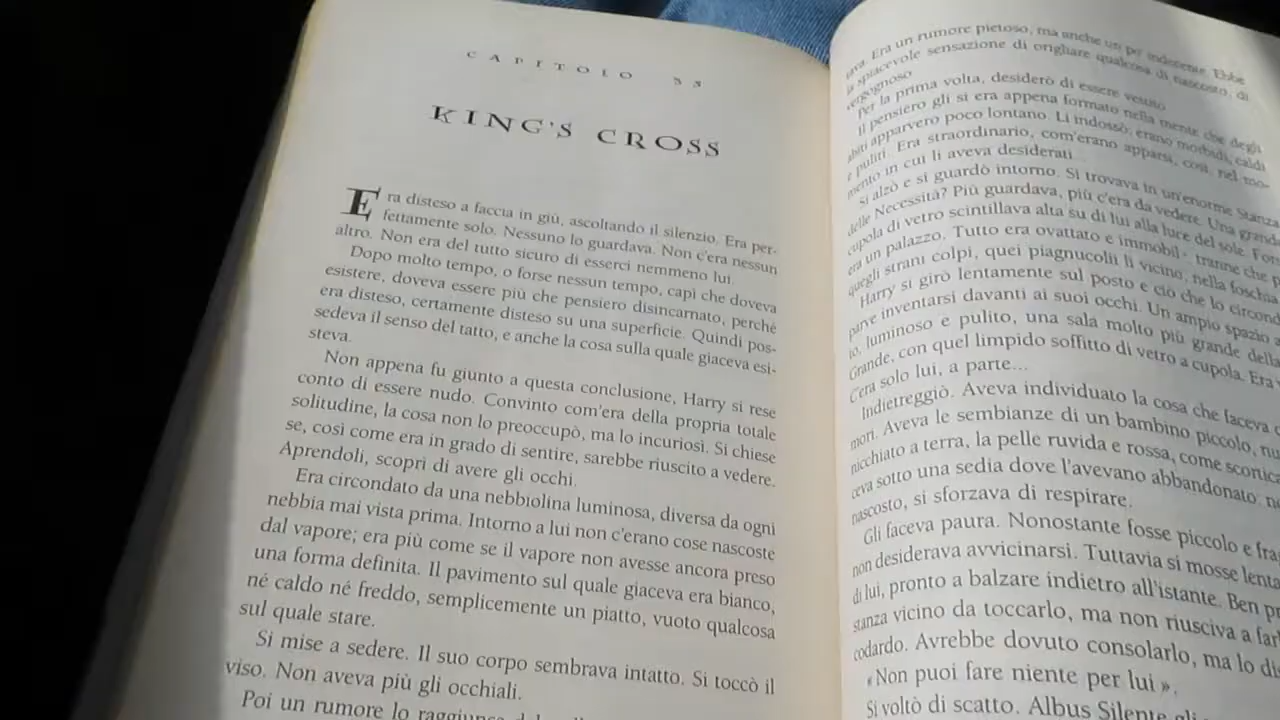 CAPITOLO 35
KING'S CROSS
Era disteso a faccia in giù, ascoltando il silenzio. Era per-
fettamente solo. Nessuno lo guardava. Non c'era nessun
altro. Non era del tutto sicuro di esserci nemmeno lui.
Dopo molto tempo, o forse nessun tempo, capì che doveva
esistere, doveva essere più che pensiero disincarnato, perché
era disteso, certamente disteso su una superficie. Quindi pos-
sedeva il senso del tatto, e anche la cosa sulla quale giaceva esi-
steva.
Non appena fu giunto a questa conclusione, Harry si rese
conto di essere nudo. Convinto com'era della propria totale
solitudine, la cosa non lo preoccupò, ma lo incuriosì. Si chiese
se, così come era in grado di sentire, sarebbe riuscito a vedere.
Aprendoli, scoprì di avere gli occhi.
Era circondato da una nebbiolina luminosa, diversa da ogni
nebbia mai vista prima. Intorno a lui non c'erano cose nascoste
dal vapore; era più come se il vapore non avesse ancora preso
una forma definita. Il pavimento sul quale giaceva era bianco,
né caldo né freddo, semplicemente un piatto, vuoto qualcosa
sul quale stare.
Si mise a sedere. Il suo corpo sembrava intatto. Si toccò il
viso. Non aveva più gli occhiali.
Poi un rumore lo raggiunse
Era un rumore pietoso, ma anche un po' indecente. Ebbe
la spiacevole sensazione di origliare qualcosa di nascosto, di
vergognoso
Per la prima volta, desiderò di essere vestito
Il pensiero gli si era appena formato nella mente che degli
abiti apparvero poco lontano. Li indossò: erano morbidi, caldi
e puliti. Era straordinario, com'erano apparsi, così, nel mo-
mento in cui li aveva desiderati...
Si alzò e si guardò intorno. Si trovava in un'enorme Stanza
delle Necessità? Più guardava, più c'era da vedere. Una grand
cupola di vetro scintillava alta su di lui alla luce del sole. Fors
era un palazzo. Tutto era ovattato e immobile, tranne che p
quegli strani colpi, quei piagnucolii lì vicino, nella foschia
Harry si girò lentamente sul posto e ciò che lo circond
parve inventarsi davanti ai suoi occhi. Un ampio spazio a
to, luminoso e pulito, una sala molto più grande della
Grande, con quel limpido soffitto di vetro a cupola. Era
C'era solo lui, a parte...
Indietreggiò. Aveva individuato la cosa che faceva
mori. Aveva le sembianze di un bambino piccolo, nu
nicchiato a terra, la pelle ruvida e rossa, come scortica
ceva sotto una sedia dove l'avevano abbandonato, n
nascosto, si sforzava di respirare.
Gli faceva paura. Nonostante fosse piccolo e fra
non desiderava avvicinarsi. Tuttavia si mosse lenta
di lui, pronto a balzare indietro all'istante. Ben pr
stanza vicino da toccarlo, ma non riusciva a far
codardo. Avrebbe dovuto consolarlo, ma lo dis
«Non puoi fare niente per lui».
Si voltò di scatto. Albus Silente gli